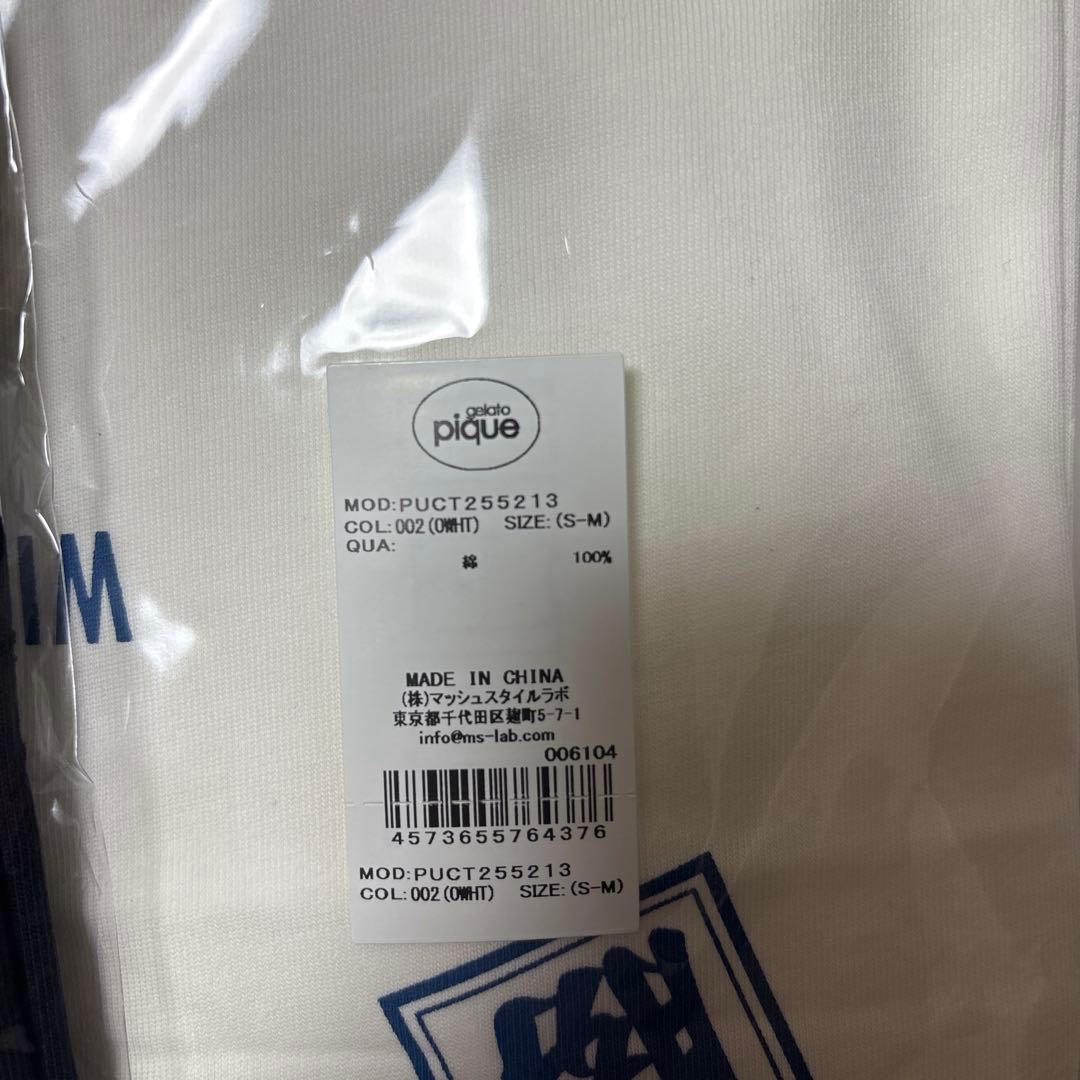 gelato
pique
MOD:PUCT255213
COL:002(OWHT) SIZE:(S-M)
QUA:
綿 100%
IM
MADE IN CHINA
(株)マッシュスタイルラボ
東京都千代田区麹町5-7-1
info@ms-lab.com
006104
4573655764376
MOD:PUCT255213
COL:002(OWHT) SIZE:(S-M)